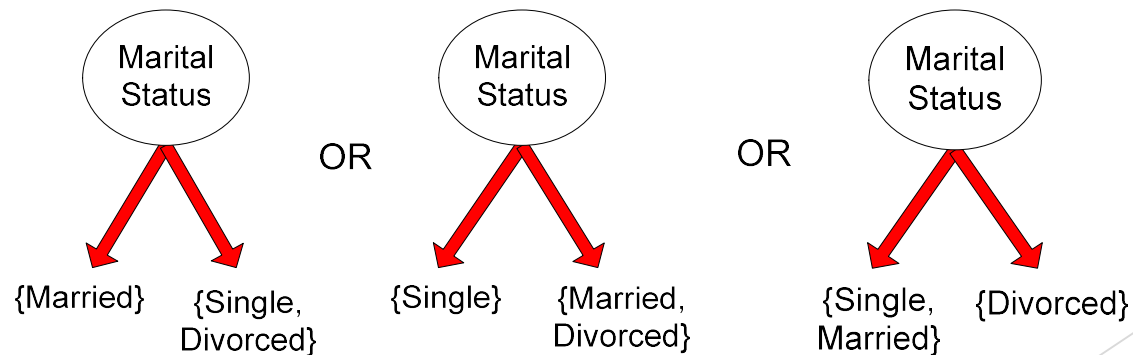 Marital
Status
OR
Marital
Status
OR
Marital
Status
{Married}
{Single,
Divorced}
{Single}
{Married,
Divorced}
{Single,
Married}
{Divorced}